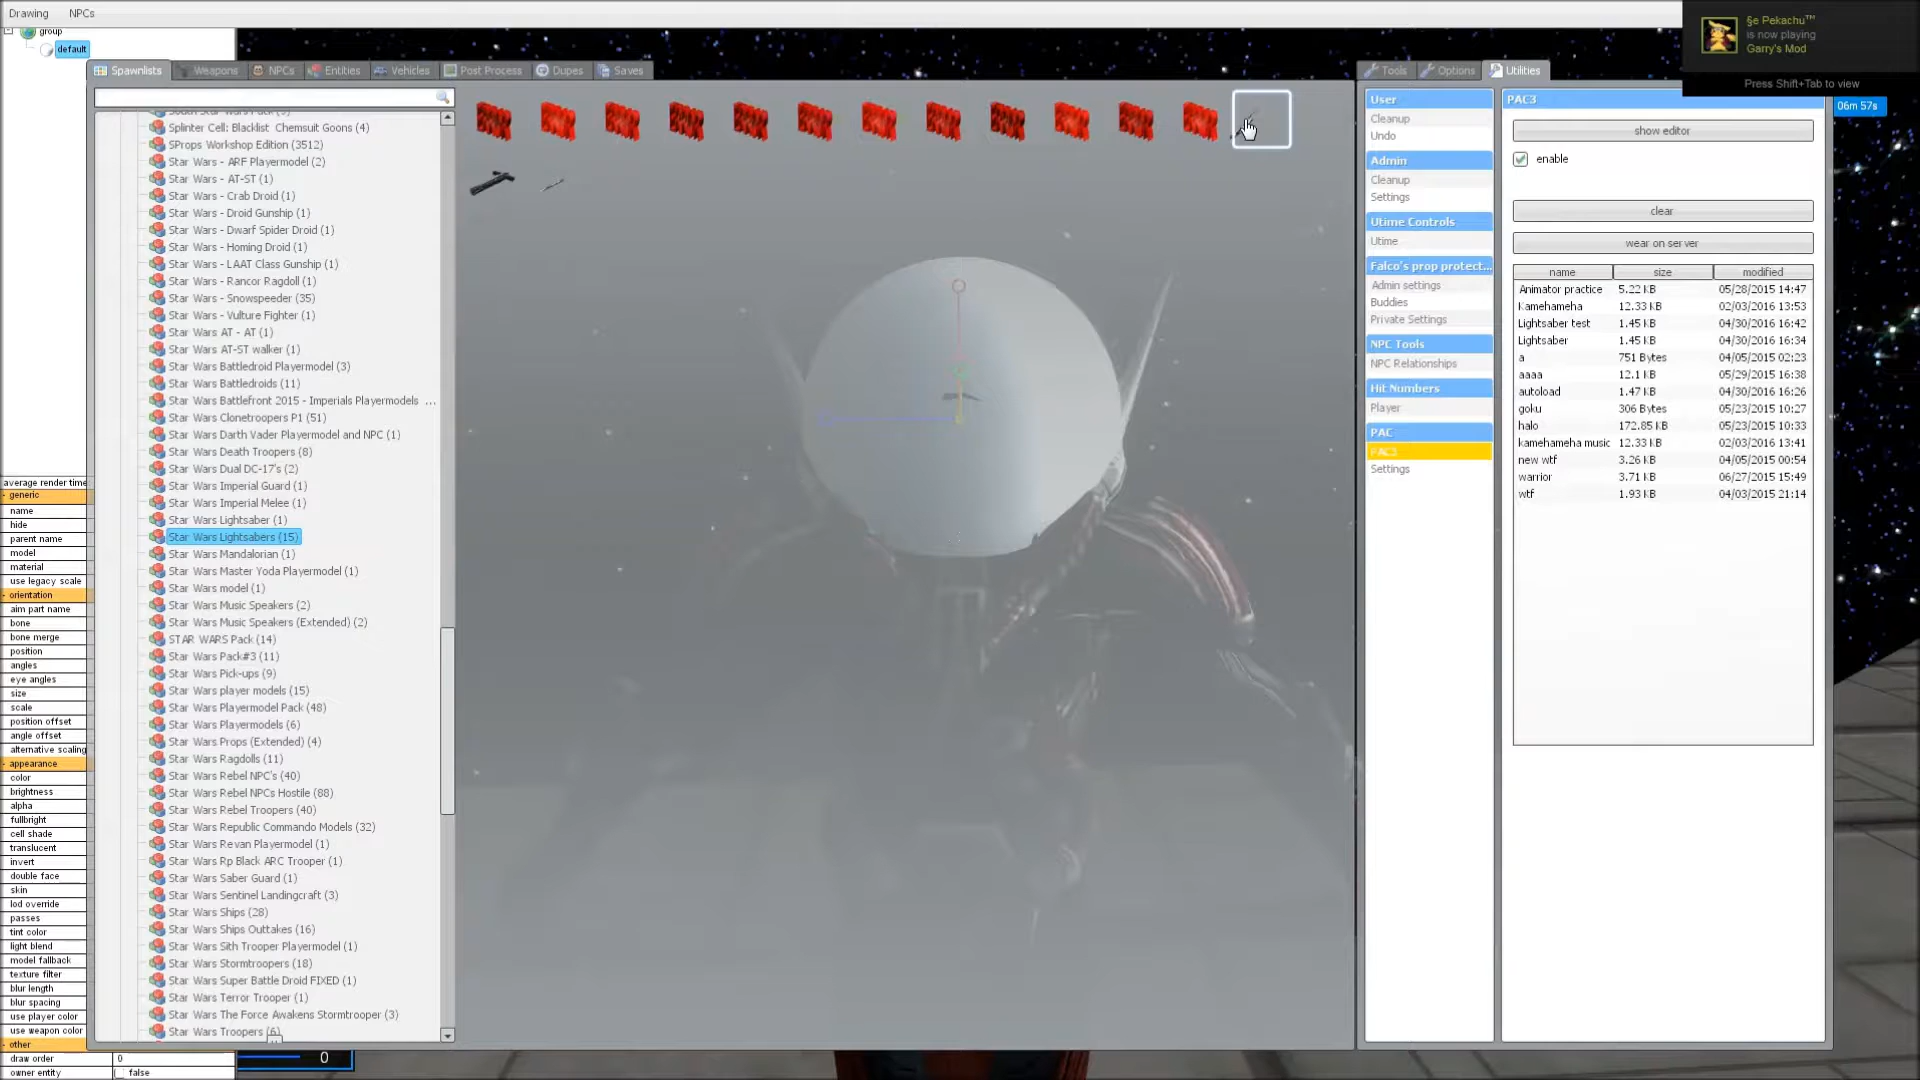 Drawing NPCs
group
default
§e Pekachu™
is now playing
Garry's Mod
Press Shift+Tab to view
06m 57s
Spawnlists Weapons NPCs Entities Vehicles Post Process Dupes Saves
Tools Options Utilities
Splinter Cell: Blacklist Chemsuit Goons (4)
SProps Workshop Edition (3512)
Star Wars - ARF Playermodel (2)
Star Wars - AT-ST (1)
Star Wars - Crab Droid (1)
Star Wars - Droid Gunship (1)
Star Wars - Dwarf Spider Droid (1)
Star Wars - Homing Droid (1)
Star Wars - LAAT Class Gunship (1)
Star Wars - Rancor Ragdoll (1)
Star Wars - Snowspeeder (35)
Star Wars - Vulture Fighter (1)
Star Wars AT - AT (1)
Star Wars AT-ST walker (1)
Star Wars Battledroid Playermodel (3)
Star Wars Battledroids (11)
Star Wars Battlefront 2015 - Imperials Playermodels ...
Star Wars Clonetroopers P1 (51)
Star Wars Darth Vader Playermodel and NPC (1)
Star Wars Death Troopers (8)
Star Wars Dual DC-17's (2)
Star Wars Imperial Guard (1)
Star Wars Imperial Melee (1)
Star Wars Lightsaber (1)
Star Wars Lightsabers (15)
Star Wars Mandalorian (1)
Star Wars Master Yoda Playermodel (1)
Star Wars model (1)
Star Wars Music Speakers (2)
Star Wars Music Speakers (Extended) (2)
STAR WARS Pack (14)
Star Wars Pack#3 (11)
Star Wars Pick-ups (9)
Star Wars player models (15)
Star Wars Playermodel Pack (48)
Star Wars Playermodels (6)
Star Wars Props (Extended) (4)
Star Wars Ragdolls (11)
Star Wars Rebel NPC's (40)
Star Wars Rebel NPCs Hostile (88)
Star Wars Rebel Troopers (40)
Star Wars Republic Commando Models (32)
Star Wars Revan Playermodel (1)
Star Wars Rp Black ARC Trooper (1)
Star Wars Saber Guard (1)
Star Wars Sentinel Landingcraft (3)
Star Wars Ships (28)
Star Wars Ships Outtakes (16)
Star Wars Sith Trooper Playermodel (1)
Star Wars Stormtroopers (18)
Star Wars Super Battle Droid FIXED (1)
Star Wars Terror Trooper (1)
Star Wars The Force Awakens Stormtrooper (3)
Star Wars Troopers (6)
average render time
- generic
name
hide
parent name
model
material
use legacy scale
- orientation
aim part name
bone
bone merge
position
angles
eye angles
size
scale
position offset
angle offset
alternative scaling
- appearance
color
brightness
alpha
fullbright
cell shade
translucent
invert
double face
skin
lod override
passes
tint color
light blend
model fallback
texture filter
blur length
blur spacing
use player color
use weapon color
- other
draw order 0
owner entity false
0
User
Cleanup
Undo
Admin
Cleanup
Settings
Utime Controls
Utime
Falco's prop protect...
Admin settings
Buddies
Private Settings
NPC Tools
NPC Relationships
Hit Numbers
Player
PAC
PAC3
Settings
PAC3
show editor
enable
clear
wear on server
name size modified
Animator practice 5.22 KB 05/28/2015 14:47
Kamehameha 12.33 KB 02/03/2016 13:53
Lightsaber test 1.45 KB 04/30/2016 16:42
Lightsaber 1.45 KB 04/30/2016 16:34
a 751 Bytes 04/05/2015 02:23
aaaa 12.1 KB 05/29/2015 16:38
autoload 1.47 KB 04/30/2016 16:26
goku 306 Bytes 05/23/2015 10:27
halo 172.85 KB 05/23/2015 10:33
kamehameha music 12.33 KB 02/03/2016 13:41
new wtf 3.26 KB 04/05/2015 00:54
warrior 3.71 KB 06/27/2015 15:49
wtf 1.93 KB 04/03/2015 21:14